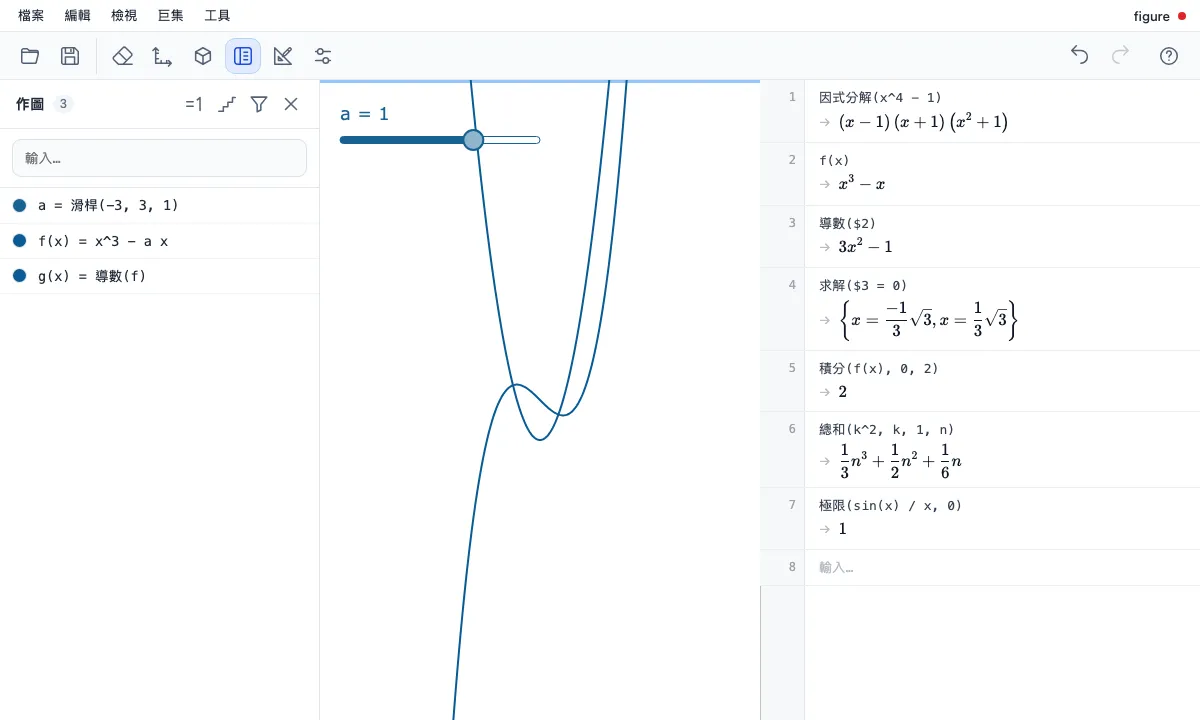 檔案 編輯 檢視 巨集 工具
figure
作圖 3
=1
輸入…
a = 滑桿(-3, 3, 1)
f(x) = x^3 - a x
g(x) = 導數(f)
a = 1
1 因式分解(x^4 - 1)
→ (x − 1) (x + 1) (x² + 1)
2 f(x)
→ x³ − x
3 導數($2)
→ 3x² − 1
4 求解($3 = 0)
→ {x = -1/3 √3, x = 1/3 √3}
5 積分(f(x), 0, 2)
→ 2
6 總和(k^2, k, 1, n)
→ 1/3 n³ + 1/2 n² + 1/6 n
7 極限(sin(x) / x, 0)
→ 1
8 輸入…